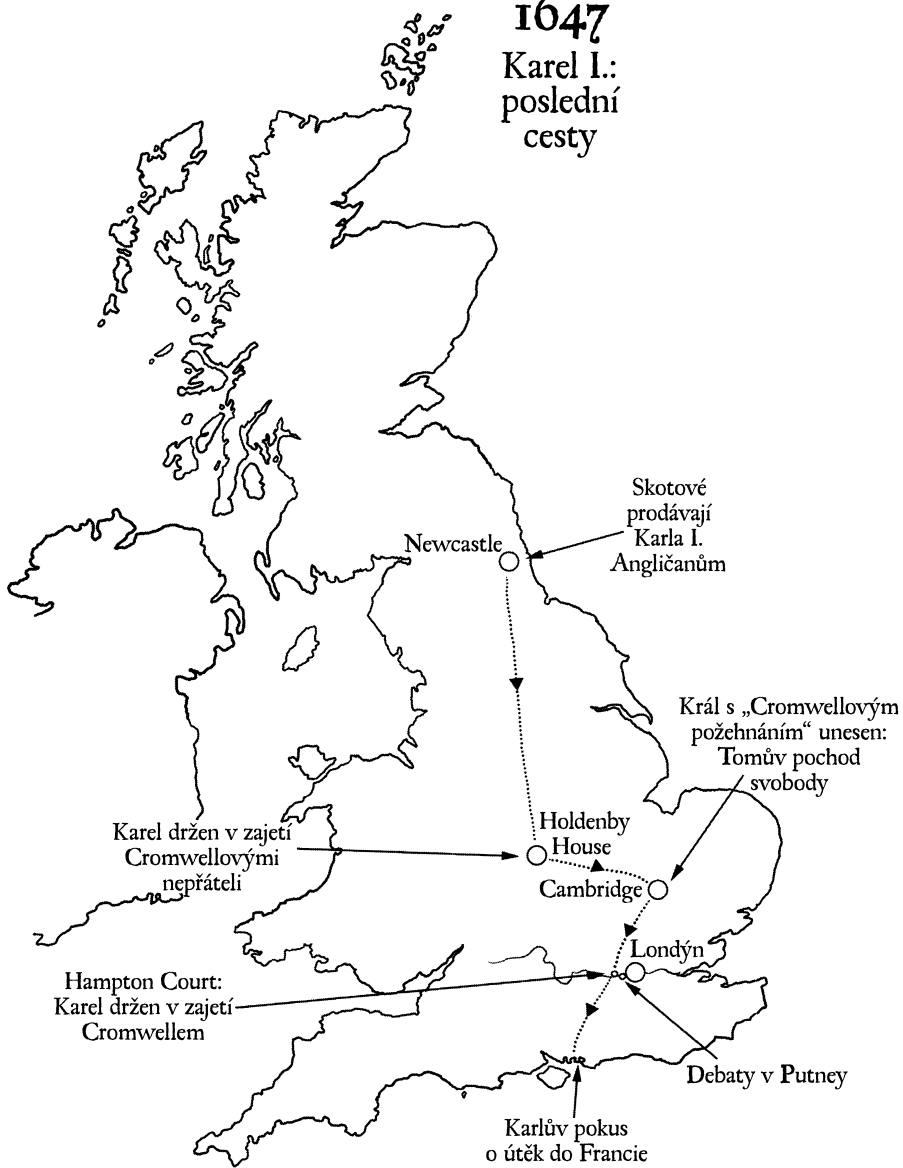 1647
Karel I.:
poslední
cesty
Skotové
prodávají
Karla I.
Angličanům
Newcastle
Král s „Cromwellovým
požehnáním“ unesen:
Tomův pochod
svobody
Holdenby
House
Karel držen v zajetí
Cromwellovými
nepřáteli
Cambridge
Londýn
Hampton Court:
Karel držen v zajetí
Cromwellem
Debaty v Putney
Karlův pokus
o útěk do Francie